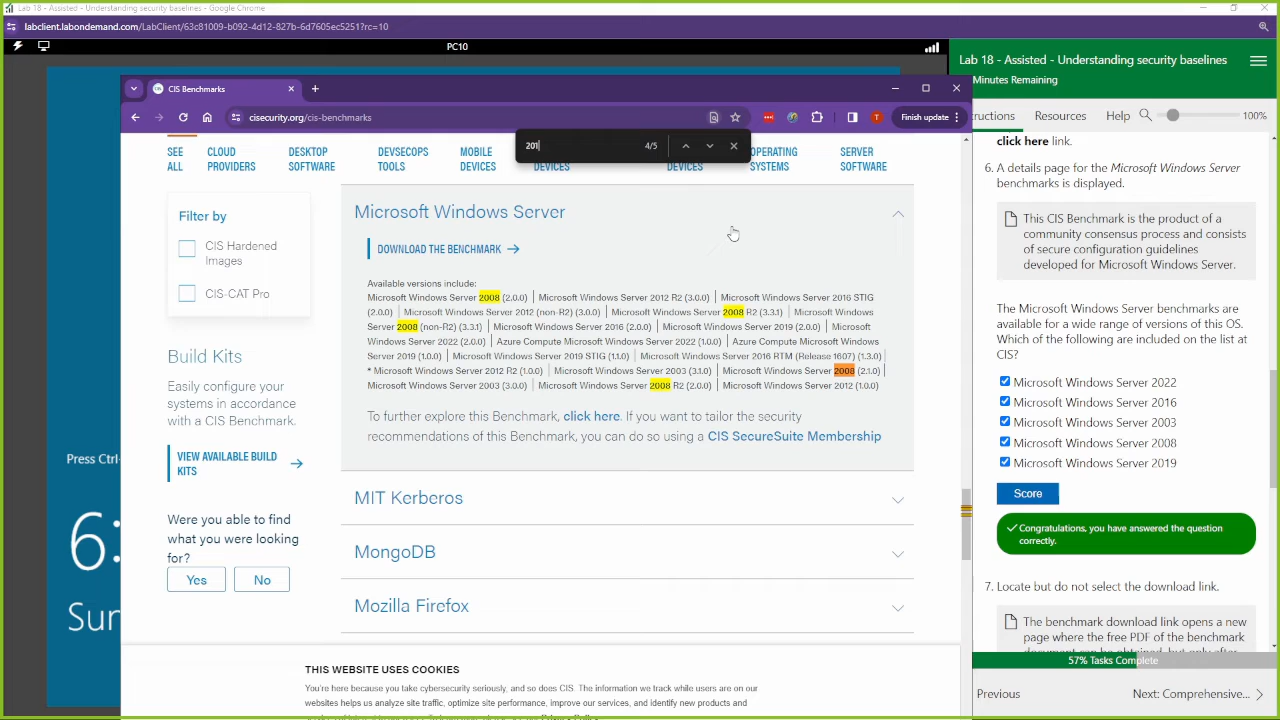 Lab 18 - Assisted - Understanding security baselines - Google Chrome
labclient.labondemand.com/LabClient/63c81009-b092-4d12-827b-6d7605ec5251?rc=10
PC10
Lab 18 - Assisted - Understanding security baselines
Minutes Remaining
CIS Benchmarks
cisecurity.org/cis-benchmarks
Finish update
201
4/5
ructions
Resources
Help
100%
SEE ALL
CLOUD PROVIDERS
DESKTOP SOFTWARE
DEVSECOPS TOOLS
MOBILE DEVICES
DEVICES
DEVICES
OPERATING SYSTEMS
SERVER SOFTWARE
Filter by
CIS Hardened
Images
CIS-CAT Pro
Build Kits
Easily configure your
systems in accordance
with a CIS Benchmark.
VIEW AVAILABLE BUILD
KITS
Were you able to find
what you were looking
for?
Yes
No
Microsoft Windows Server
DOWNLOAD THE BENCHMARK
Available versions include:
Microsoft Windows Server 2008 (2.0.0) | Microsoft Windows Server 2012 R2 (3.0.0) | Microsoft Windows Server 2016 STIG
(2.0.0) | Microsoft Windows Server 2012 (non-R2) (3.0.0) | Microsoft Windows Server 2008 R2 (3.3.1) | Microsoft Windows
Server 2008 (non-R2) (3.3.1) | Microsoft Windows Server 2016 (2.0.0) | Microsoft Windows Server 2019 (2.0.0) | Microsoft
Windows Server 2022 (2.0.0) | Azure Compute Microsoft Windows Server 2022 (1.0.0) | Azure Compute Microsoft Windows
Server 2019 (1.0.0) | Microsoft Windows Server 2019 STIG (1.1.0) | Microsoft Windows Server 2016 RTM (Release 1607) (1.3.0) |
* Microsoft Windows Server 2012 R2 (1.0.0) | Microsoft Windows Server 2003 (3.1.0) | Microsoft Windows Server 2008 (2.1.0) |
Microsoft Windows Server 2003 (3.0.0) | Microsoft Windows Server 2008 R2 (2.0.0) | Microsoft Windows Server 2012 (1.0.0)
To further explore this Benchmark, click here. If you want to tailor the security
recommendations of this Benchmark, you can do so using a CIS SecureSuite Membership
MIT Kerberos
MongoDB
Mozilla Firefox
THIS WEBSITE USES COOKIES
You're here because you take cybersecurity seriously, and so does CIS. The information we track while users are on our
websites helps us analyze site traffic, optimize site performance, improve our services, and identify new products and
Press Ctrl-
6:
Sur
click here link.
6. A details page for the Microsoft Windows Server
benchmarks is displayed.
This CIS Benchmark is the product of a
community consensus process and consists
of secure configuration guidelines
developed for Microsoft Windows Server.
The Microsoft Windows Server benchmarks are
available for a wide range of versions of this OS.
Which of the following are included on the list at
CIS?
Microsoft Windows Server 2022
Microsoft Windows Server 2016
Microsoft Windows Server 2003
Microsoft Windows Server 2008
Microsoft Windows Server 2019
Score
Congratulations, you have answered the question
correctly.
7. Locate but do not select the download link.
The benchmark download link opens a new
page where the free PDF of the benchmark
document can be obtained, but only after
57% Tasks Complete
Previous
Next: Comprehensive...